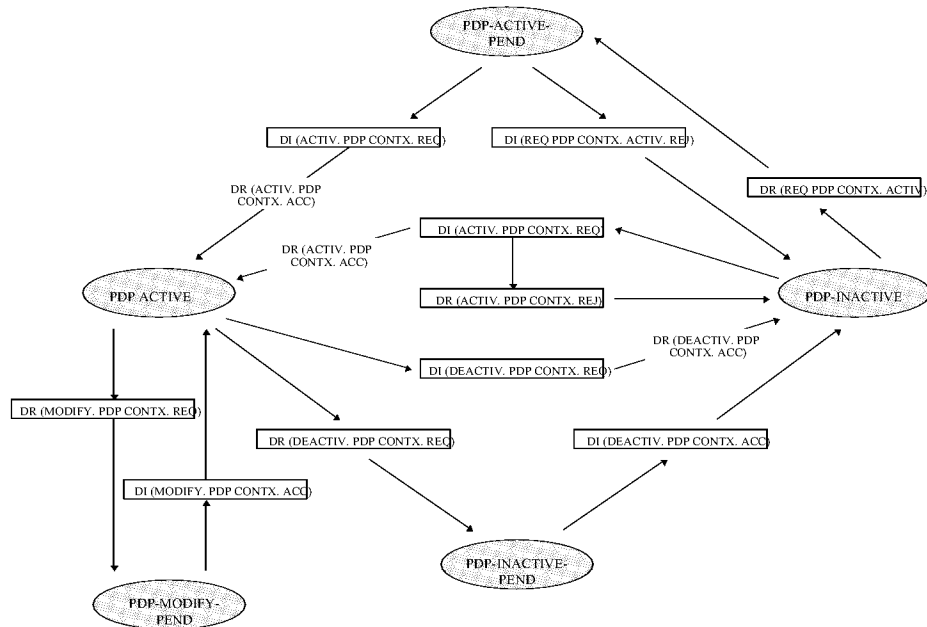 PDP-ACTIVE-
PEND
DI (ACTIV. PDP CONTX. REQ)
DI (REQ PDP CONTX. ACTIV. REJ)
DR (ACTIV. PDP
CONTX. ACC)
DR (REQ PDP CONTX. ACTIV)
DI (ACTIV. PDP CONTX. REQ)
DR (ACTIV. PDP
CONTX. ACC)
PDP ACTIVE
DR (ACTIV. PDP CONTX. REJ)
PDP-INACTIVE
DR (DEACTIV. PDP
CONTX. ACC)
DI (DEACTIV. PDP CONTX. REQ)
DR (MODIFY. PDP CONTX. REQ)
DR (DEACTIV. PDP CONTX. REQ)
DI (DEACTIV. PDP CONTX. ACC)
DI (MODIFY. PDP CONTX. ACC)
PDP-INACTIVE-
PEND
PDP-MODIFY-
PEND